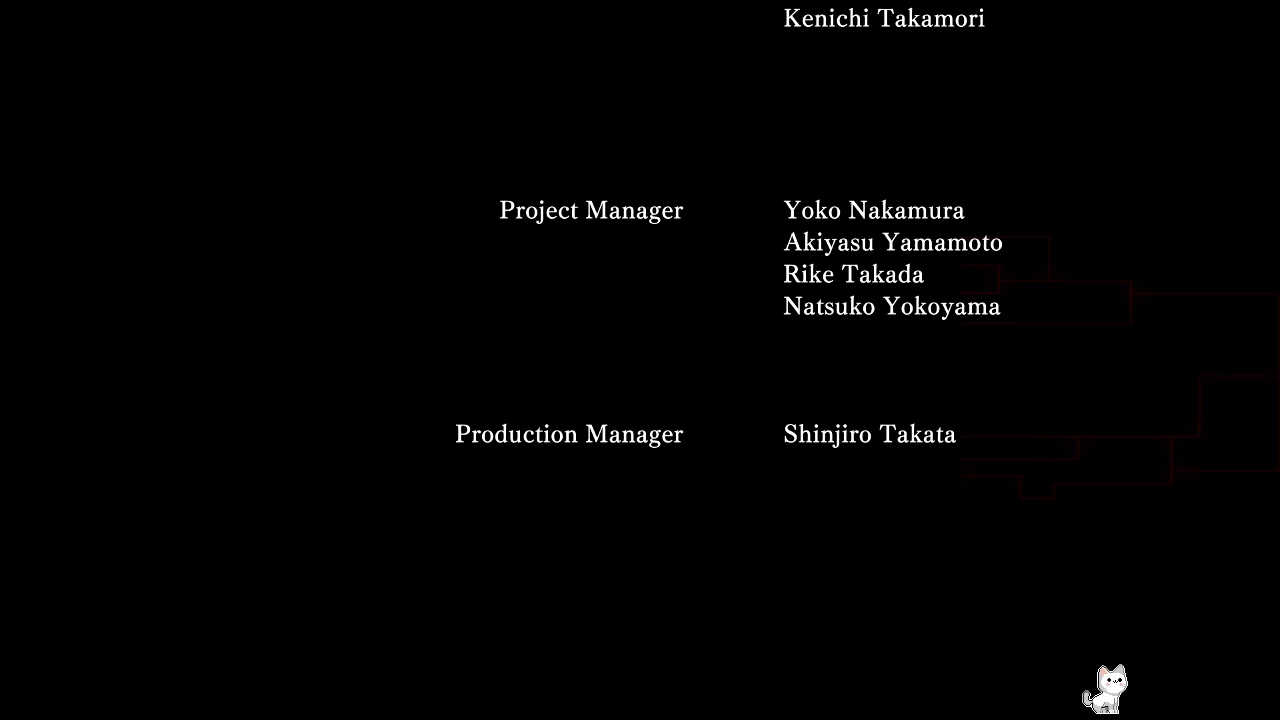 Kenichi Takamori
Project Manager Yoko Nakamura
Akiyasu Yamamoto
Rike Takada
Natsuko Yokoyama
Production Manager Shinjiro Takata